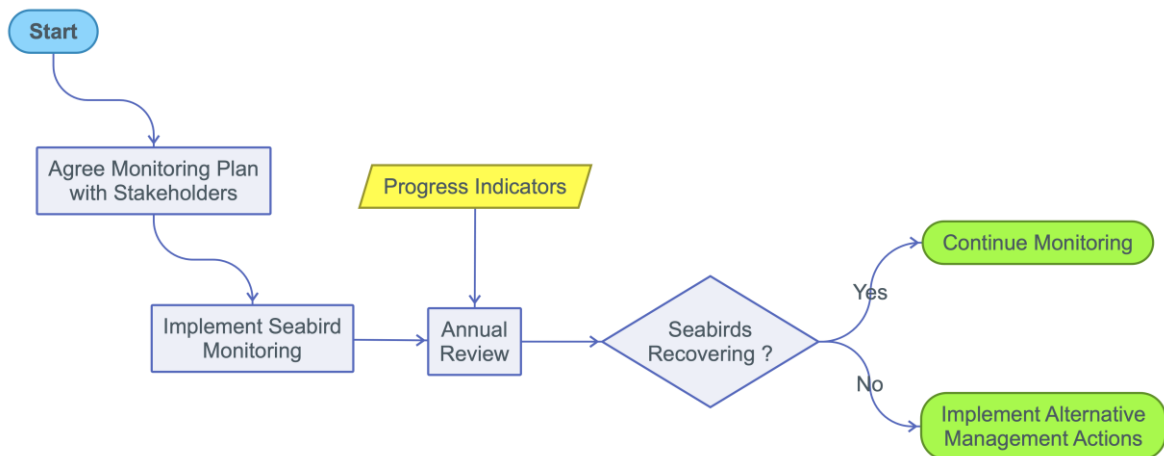 Start
Agree Monitoring Plan
with Stakeholders
Progress Indicators
Implement Seabird
Monitoring
Annual
Review
Seabirds
Recovering ?
Yes
No
Continue Monitoring
Implement Alternative
Management Actions